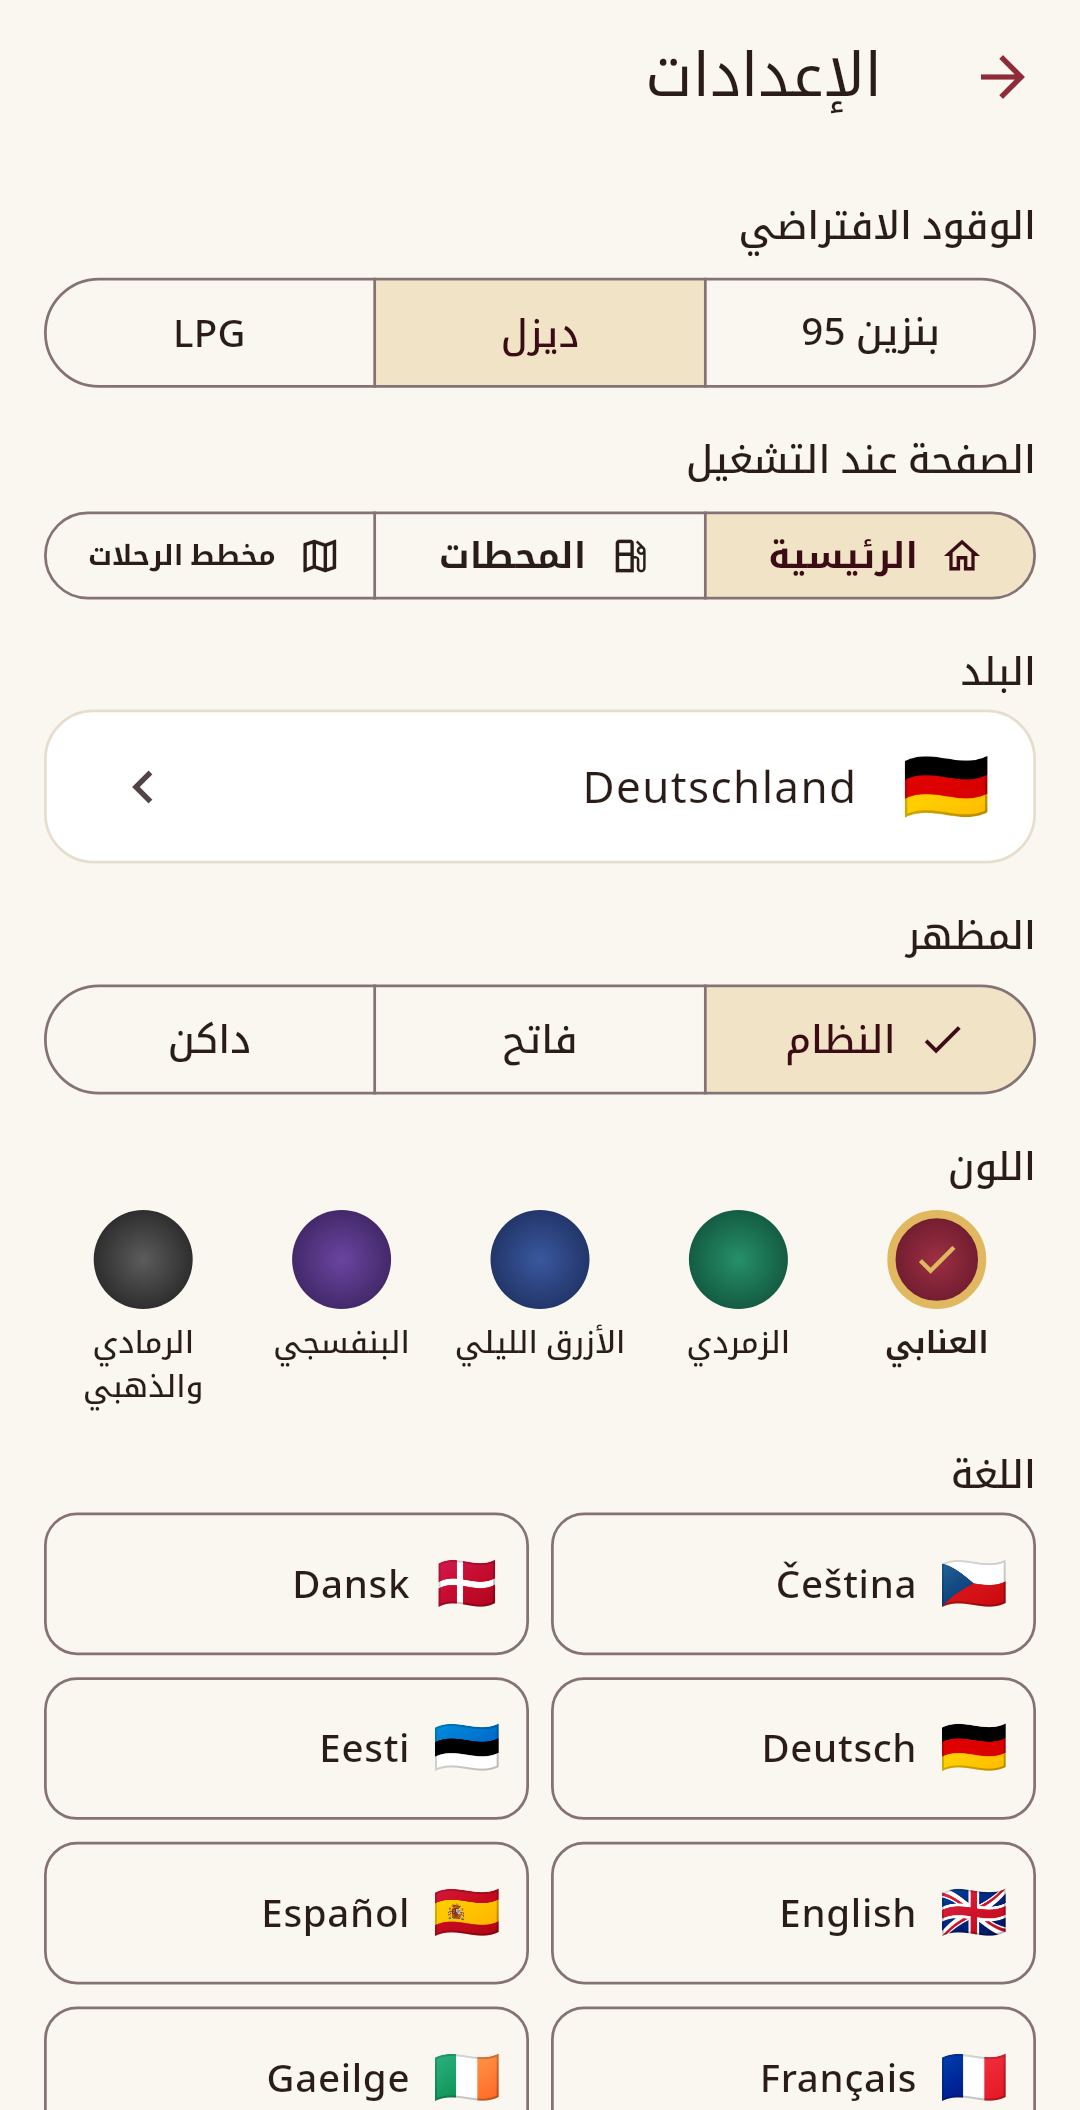 الإعدادات
الوقود الافتراضي
بنزين 95
ديزل
LPG
الصفحة عند التشغيل
الرئيسية
المحطات
مخطط الرحلات
البلد
Deutschland
المظهر
النظام
فاتح
داكن
اللون
العنابي
الزمردي
الأزرق الليلي
البنفسجي
الرمادي
والذهبي
اللغة
Čeština
Dansk
Deutsch
Eesti
English
Español
Français
Gaeilge